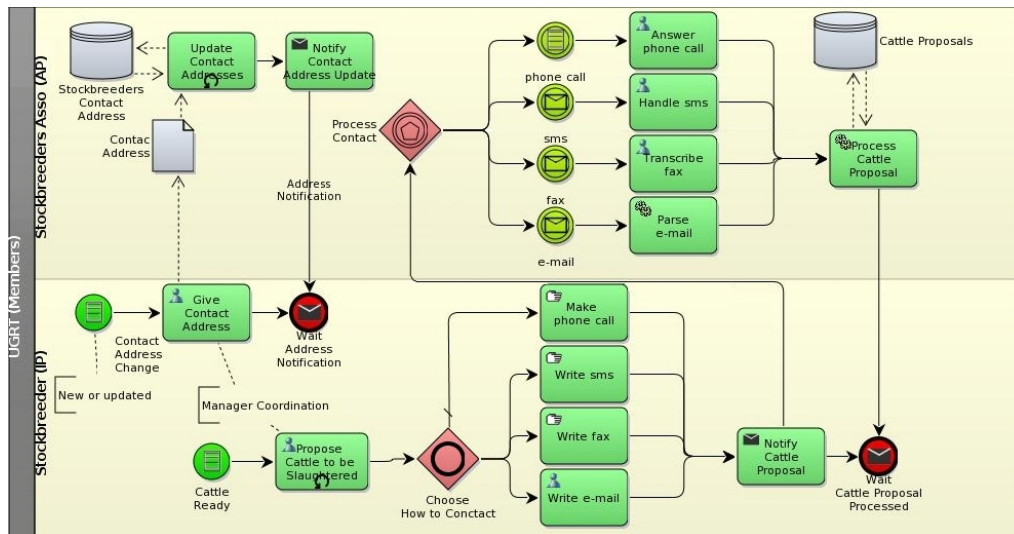 UGRT (Members)
Stockbreeders Asso (AP)
Stockbreeders
Contact
Address
Update
Contact
Addresses
Notify
Contact
Address Update
Contac
Address
Address
Notification
Process
Contact
phone call
sms
fax
e-mail
Answer
phone call
Handle sms
Transcribe
fax
Parse
e-mail
Cattle Proposals
Process
Cattle
Proposal
Stockbreeder (IP)
Contact
Address
Change
New or updated
Give
Contact
Address
Wait
Address
Notification
Manager Coordination
Cattle
Ready
Propose
Cattle to be
Slaughtered
Choose
How to Conctact
Make
phone call
Write sms
Write fax
Write e-mail
Notify
Cattle
Proposal
Wait
Cattle Proposal
Processed